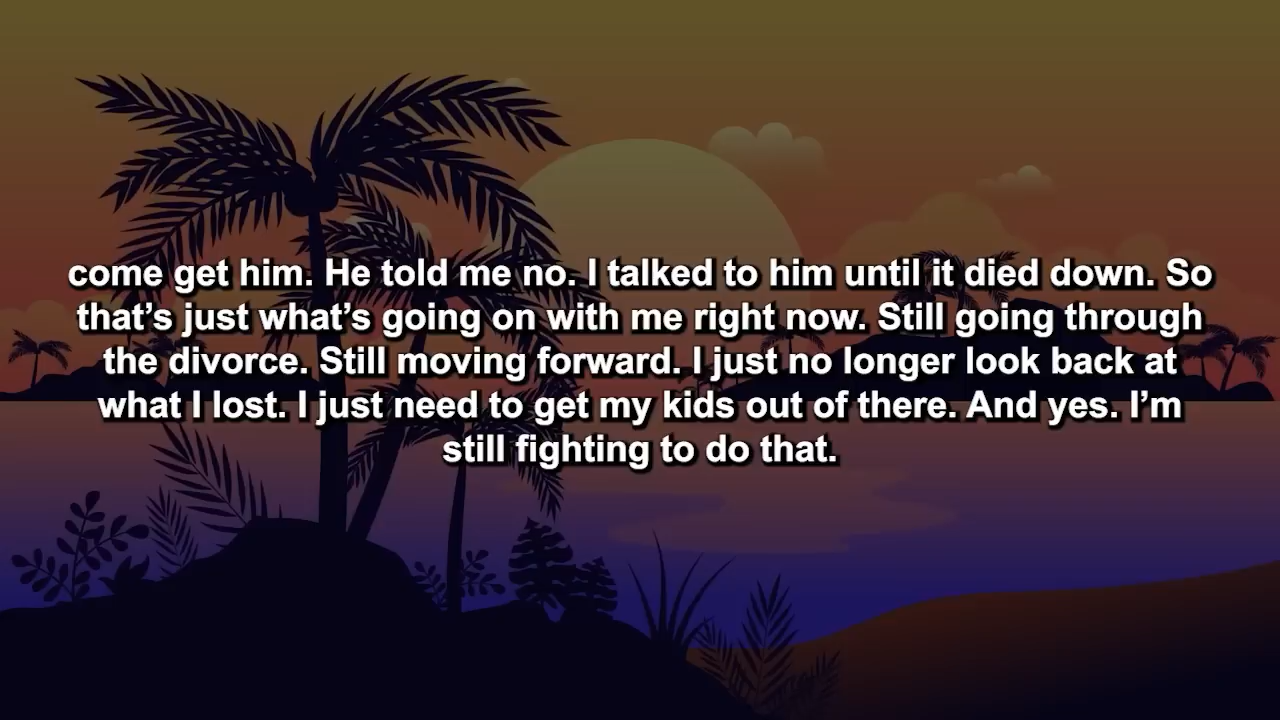 come get him. He told me no. I talked to him until it died down. So
that’s just what’s going on with me right now. Still going through
the divorce. Still moving forward. I just no longer look back at
what I lost. I just need to get my kids out of there. And yes. I’m
still fighting to do that.